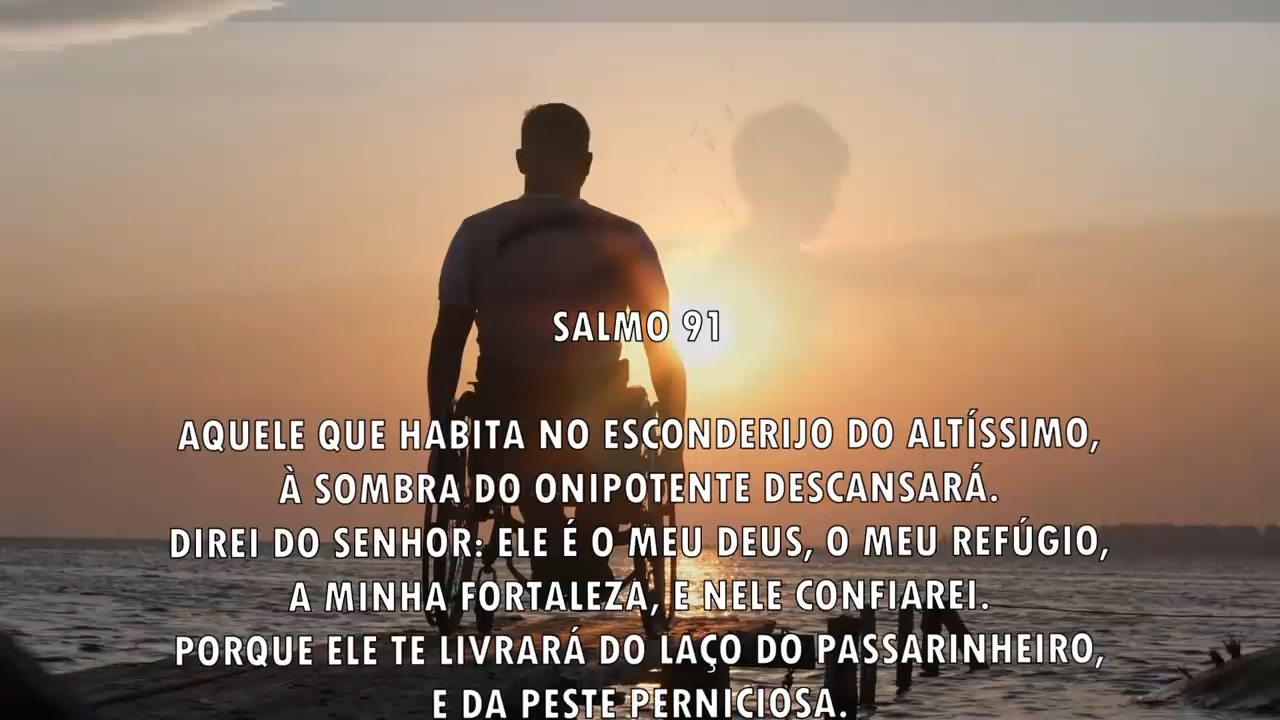 SALMO 91
AQUELE QUE HABITA NO ESCONDERIJO DO ALTÍSSIMO,
À SOMBRA DO ONIPOTENTE DESCANSARÁ.
DIREI DO SENHOR: ELE É O MEU DEUS, O MEU REFÚGIO,
A MINHA FORTALEZA, E NELE CONFIAREI.
PORQUE ELE TE LIVRARÁ DO LAÇO DO PASSARINHEIRO,
E DA PESTE PERNICIOSA.